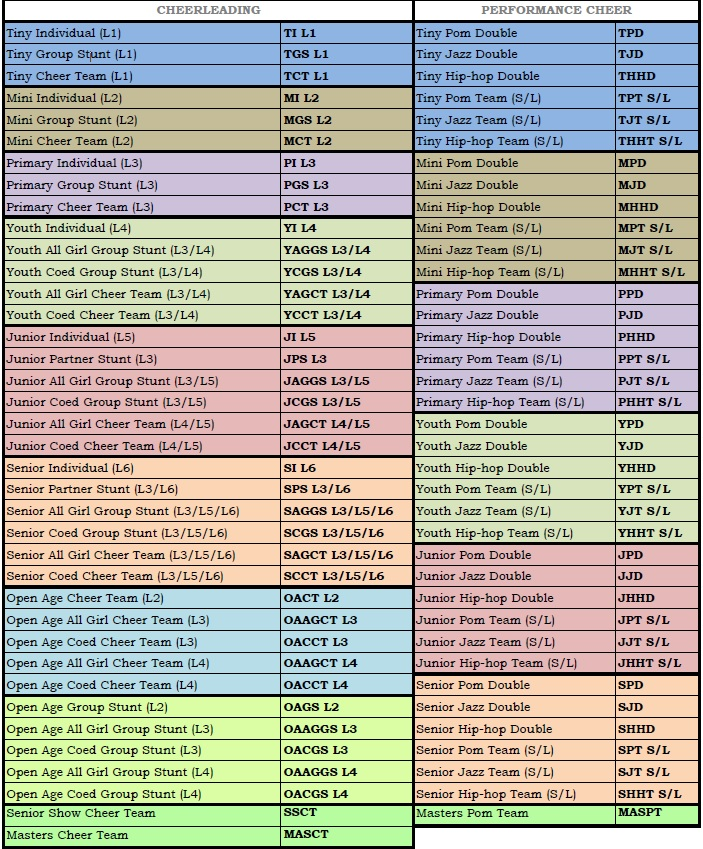 CHEERLEADING PERFORMANCE CHEER
Tiny Individual (L1) TI L1 Tiny Pom Double TPD
Tiny Group Stunt (L1) TGS L1 Tiny Jazz Double TJD
Tiny Cheer Team (L1) TCT L1 Tiny Hip-hop Double THHD
Mini Individual (L2) MI L2 Tiny Pom Team (S/L) TPT S/L
Mini Group Stunt (L2) MGS L2 Tiny Jazz Team (S/L) TJT S/L
Mini Cheer Team (L2) MCT L2 Tiny Hip-hop Team (S/L) THHT S/L
Primary Individual (L3) PI L3 Mini Pom Double MPD
Primary Group Stunt (L3) PGS L3 Mini Jazz Double MJD
Primary Cheer Team (L3) PCT L3 Mini Hip-hop Double MHHD
Youth Individual (L4) YI L4 Mini Pom Team (S/L) MPT S/L
Youth All Girl Group Stunt (L3/L4) YAGGS L3/L4 Mini Jazz Team (S/L) MJT S/L
Youth Coed Group Stunt (L3/L4) YCGS L3/L4 Mini Hip-hop Team (S/L) MHHT S/L
Youth All Girl Cheer Team (L3/L4) YAGCT L3/L4 Primary Pom Double PPD
Youth Coed Cheer Team (L3/L4) YCCT L3/L4 Primary Jazz Double PJD
Junior Individual (L5) JI L5 Primary Hip-hop Double PHHD
Junior Partner Stunt (L3) JPS L3 Primary Pom Team (S/L) PPT S/L
Junior All Girl Group Stunt (L3/L5) JAGGS L3/L5 Primary Jazz Team (S/L) PJT S/L
Junior Coed Group Stunt (L3/L5) JCGS L3/L5 Primary Hip-hop Team (S/L) PHHT S/L
Junior All Girl Cheer Team (L4/L5) JAGCT L4/L5 Youth Pom Double YPD
Junior Coed Cheer Team (L4/L5) JCCT L4/L5 Youth Jazz Double YJD
Senior Individual (L6) SI L6 Youth Hip-hop Double YHHD
Senior Partner Stunt (L3/L6) SPS L3/L6 Youth Pom Team (S/L) YPT S/L
Senior All Girl Group Stunt (L3/L5/L6) SAGGS L3/L5/L6 Youth Jazz Team (S/L) YJT S/L
Senior Coed Group Stunt (L3/L5/L6) SCGS L3/L5/L6 Youth Hip-hop Team (S/L) YHHT S/L
Senior All Girl Cheer Team (L3/L5/L6) SAGCT L3/L5/L6 Junior Pom Double JPD
Senior Coed Cheer Team (L3/L5/L6) SCCT L3/L5/L6 Junior Jazz Double JJD
Open Age Cheer Team (L2) OACT L2 Junior Hip-hop Double JHHD
Open Age All Girl Cheer Team (L3) OAAGCT L3 Junior Pom Team (S/L) JPT S/L
Open Age Coed Cheer Team (L3) OACCT L3 Junior Jazz Team (S/L) JJT S/L
Open Age All Girl Cheer Team (L4) OAAGCT L4 Junior Hip-hop Team (S/L) JHHT S/L
Open Age Coed Cheer Team (L4) OACCT L4 Senior Pom Double SPD
Open Age Group Stunt (L2) OAGS L2 Senior Jazz Double SJD
Open Age All Girl Group Stunt (L3) OAAGGS L3 Senior Hip-hop Double SHHD
Open Age Coed Group Stunt (L3) OACGS L3 Senior Pom Team (S/L) SPT S/L
Open Age All Girl Group Stunt (L4) OAAGGS L4 Senior Jazz Team (S/L) SJT S/L
Open Age Coed Group Stunt (L4) OACGS L4 Senior Hip-hop Team (S/L) SHHT S/L
Senior Show Cheer Team SSCT Masters Pom Team MASPT
Masters Cheer Team MASCT